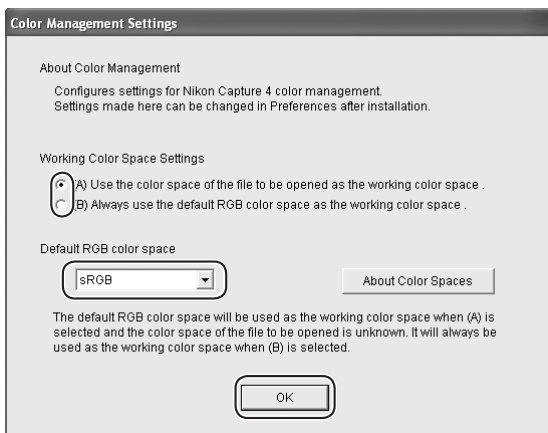 Color Management Settings
About Color Management
Configures settings for Nikon Capture 4 color management.
Settings made here can be changed in Preferences after installation.
Working Color Space Settings
(A) Use the color space of the file to be opened as the working color space .
(B) Always use the default RGB color space as the working color space .
Default RGB color space
sRGB
About Color Spaces
The default RGB color space will be used as the working color space when (A) is
selected and the color space of the file to be opened is unknown. It will always be
used as the working color space when (B) is selected.
OK